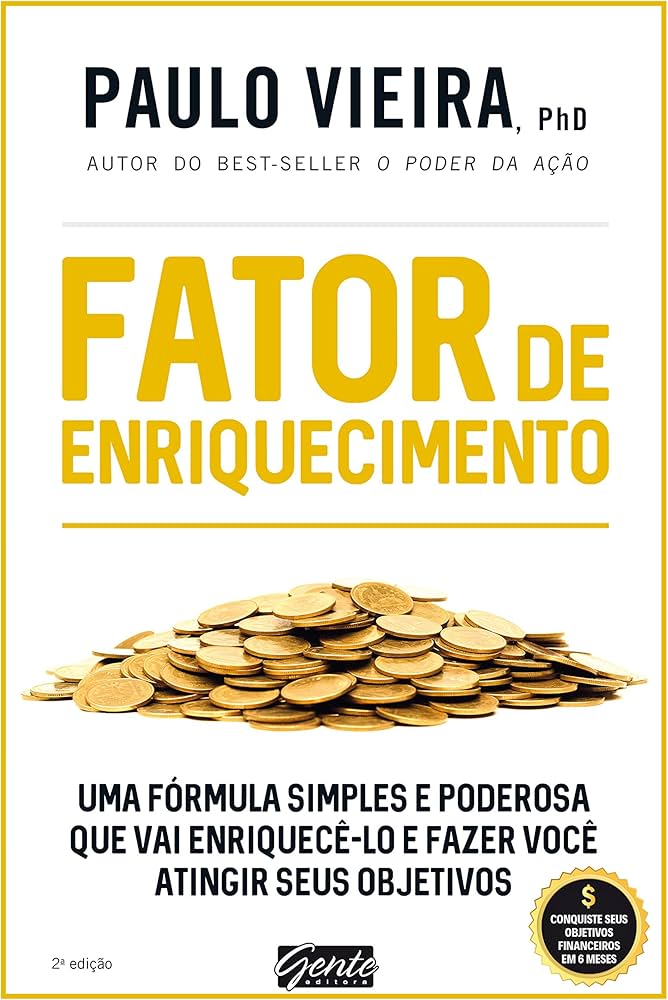 PAULO VIEIRA, PhD
AUTOR DO BEST-SELLER O PODER DA AÇÃO
FATOR DE
ENRIQUECIMENTO
UMA FÓRMULA SIMPLES E PODEROSA
QUE VAI ENRIQUECÊ-LO E FAZER VOCÊ
ATINGIR SEUS OBJETIVOS
$
CONQUISTE SEUS
OBJETIVOS
FINANCEIROS
EM 6 MESES
2ª edição
Gente
editora